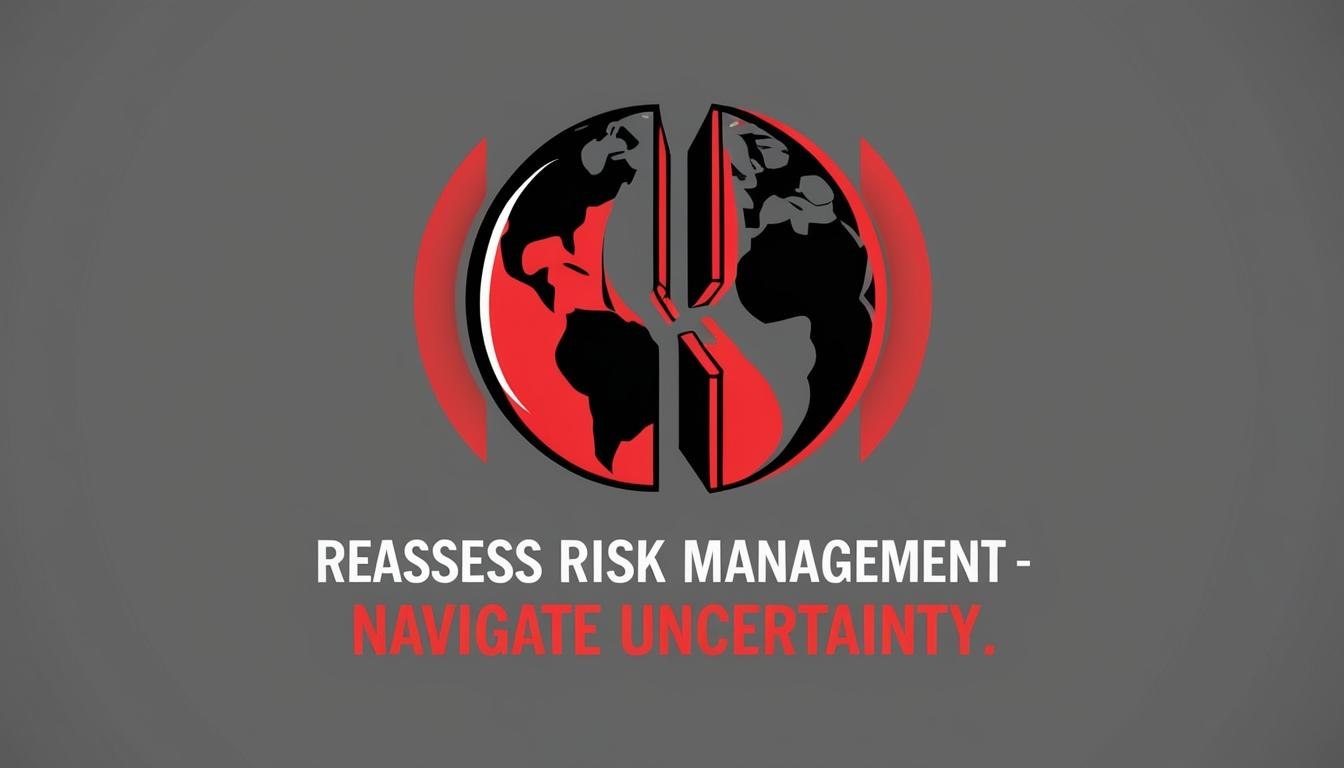 REASSESS RISK MANAGEMENT -
NAVIGATE UNCERTAINTY.